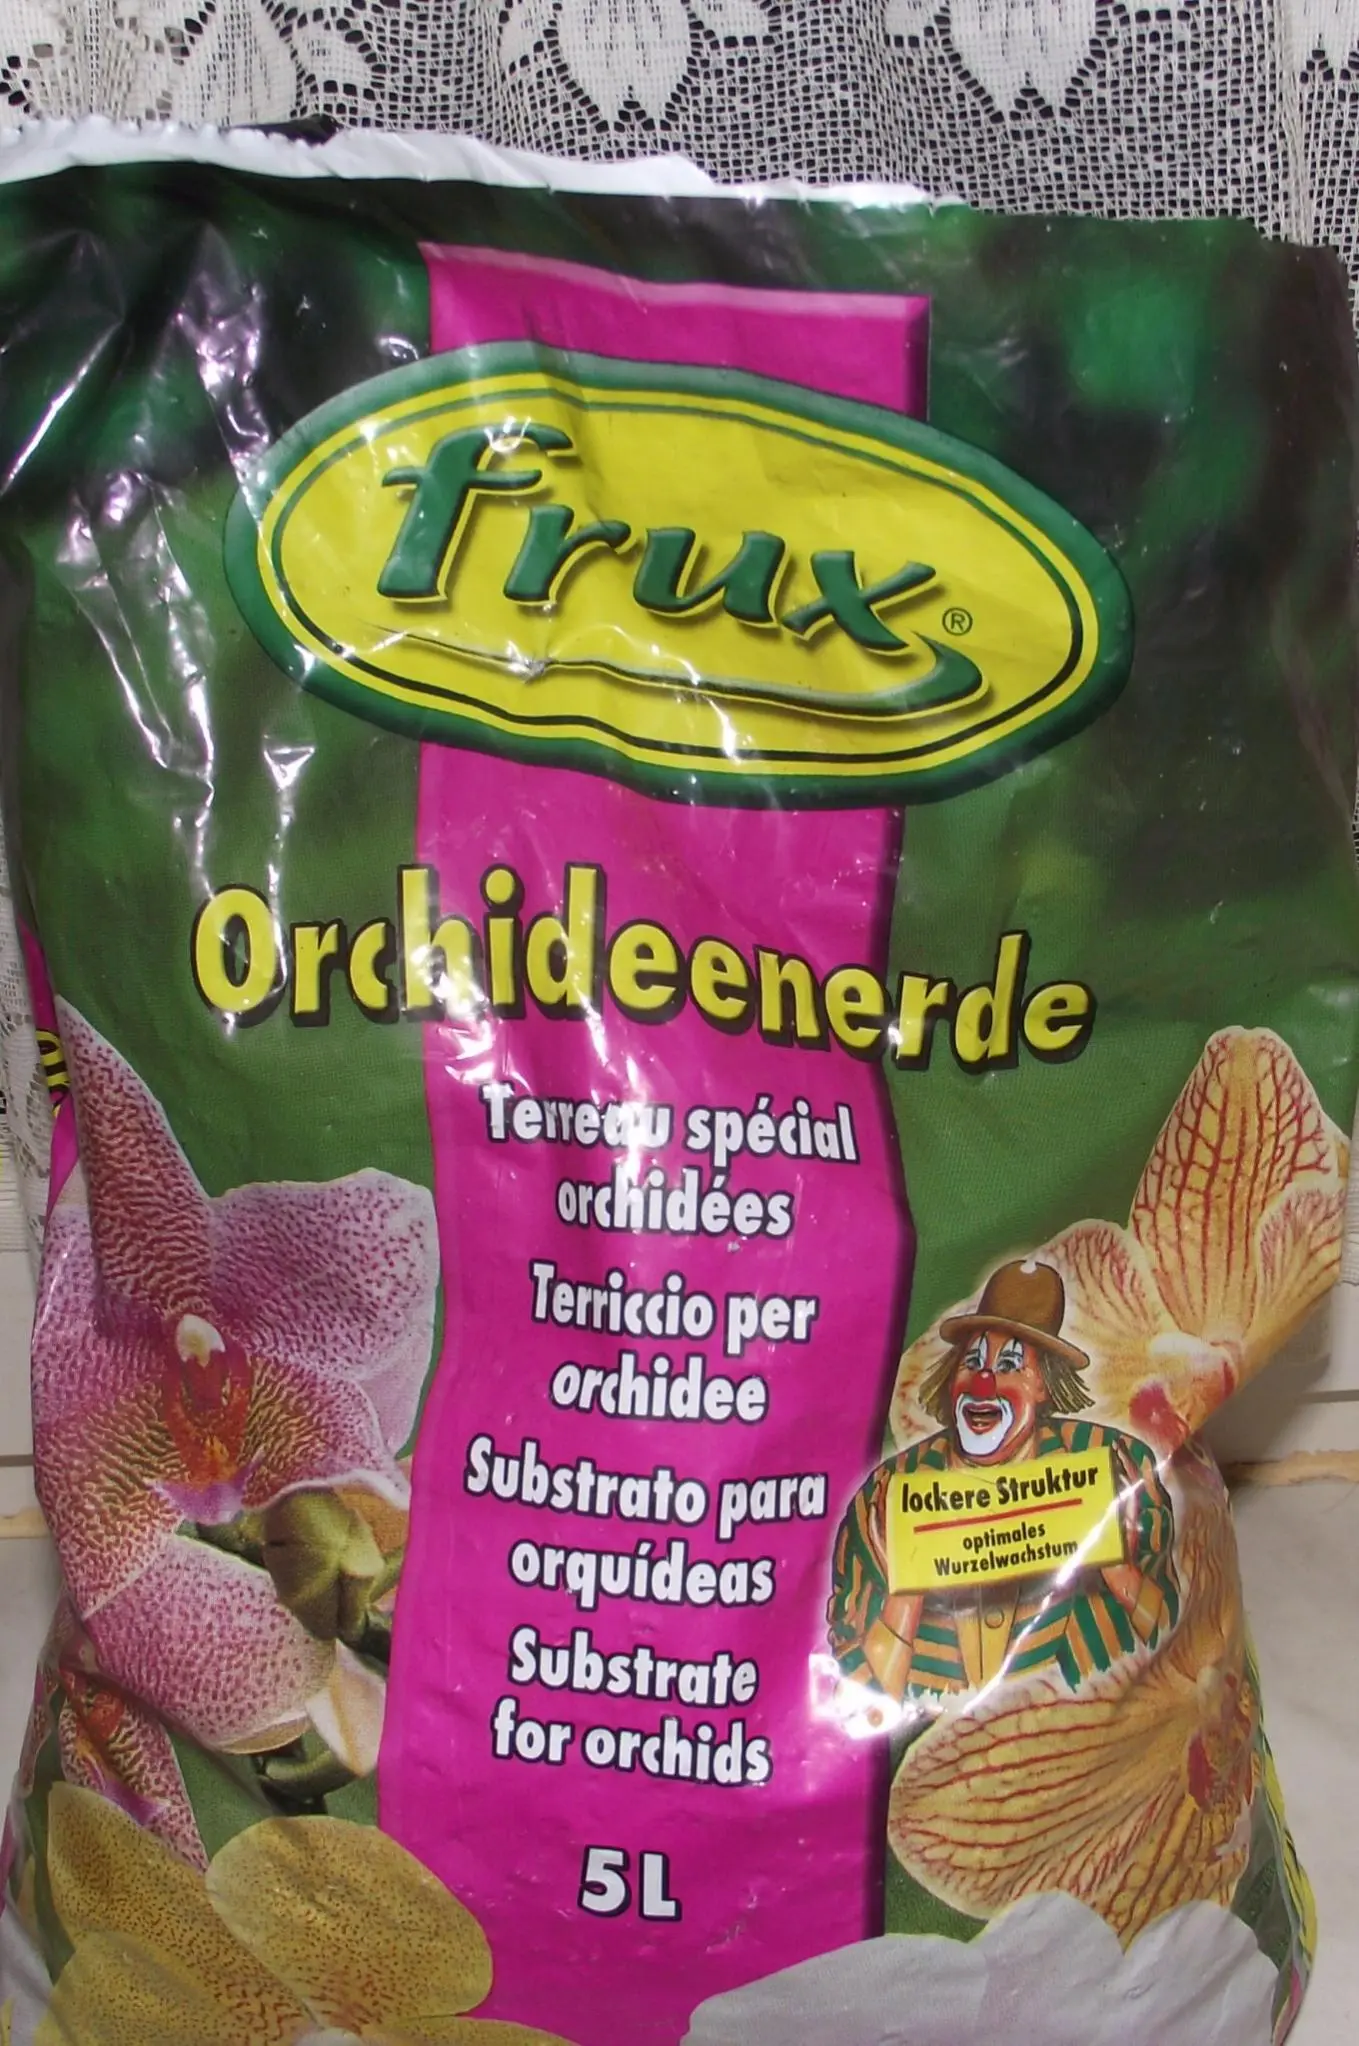 frux®
Orchideenerde
Terreau spécial
orchidées
Terriccio per
orchidee
Substrato para
orquídeas
Substrate
for orchids
5L
lockere Struktur
optimales
Wurzelwachstum